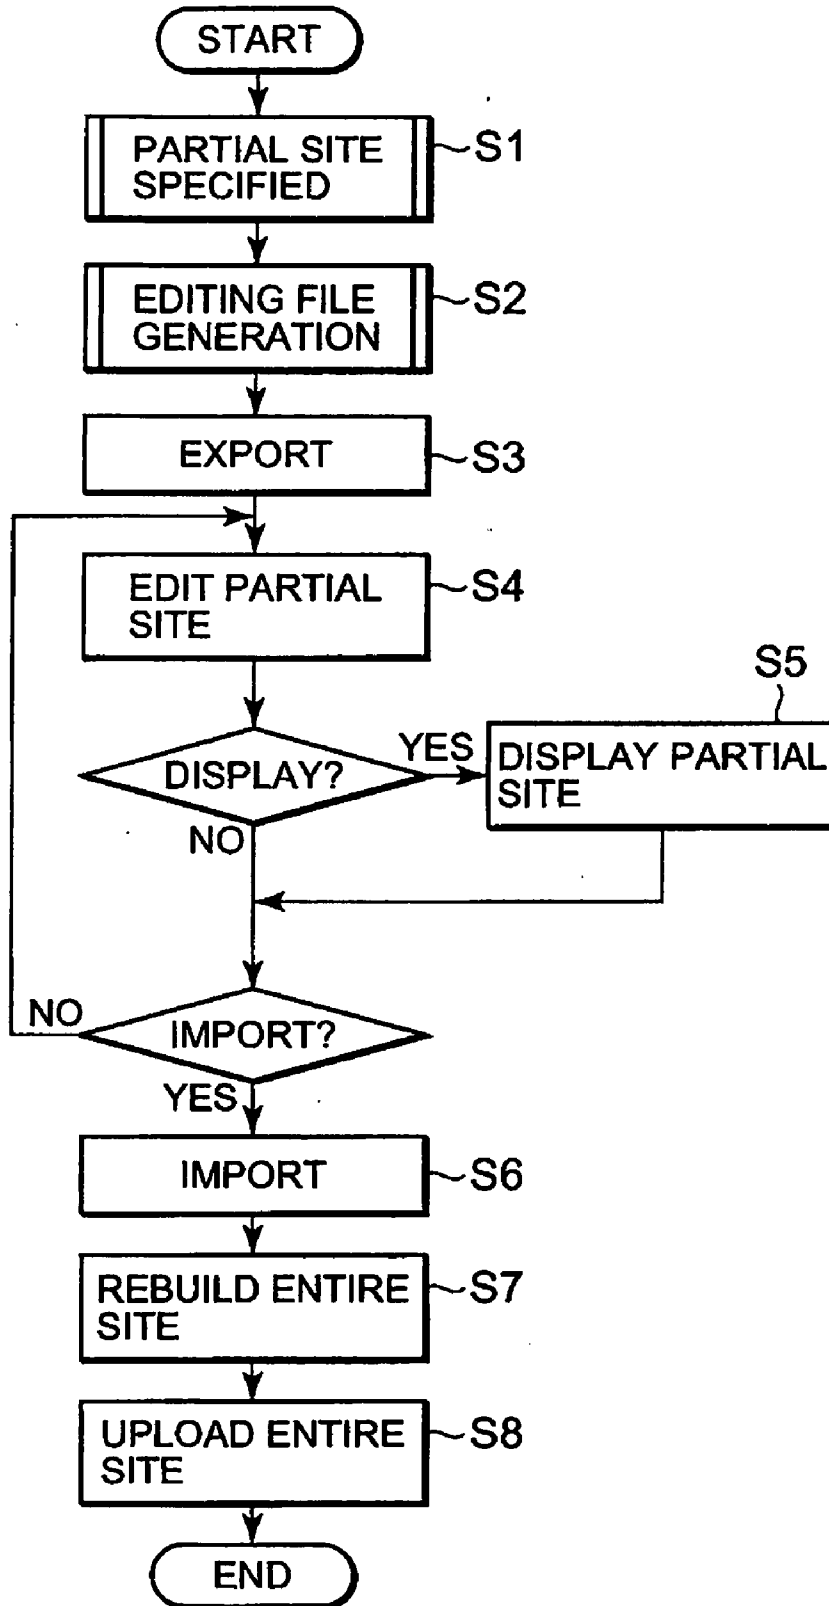 START
PARTIAL SITE
SPECIFIED
S1
EDITING FILE
GENERATION
S2
EXPORT
S3
EDIT PARTIAL
SITE
S4
DISPLAY?
YES
NO
S5
DISPLAY PARTIAL
SITE
IMPORT?
NO
YES
IMPORT
S6
REBUILD ENTIRE
SITE
S7
UPLOAD ENTIRE
SITE
S8
END